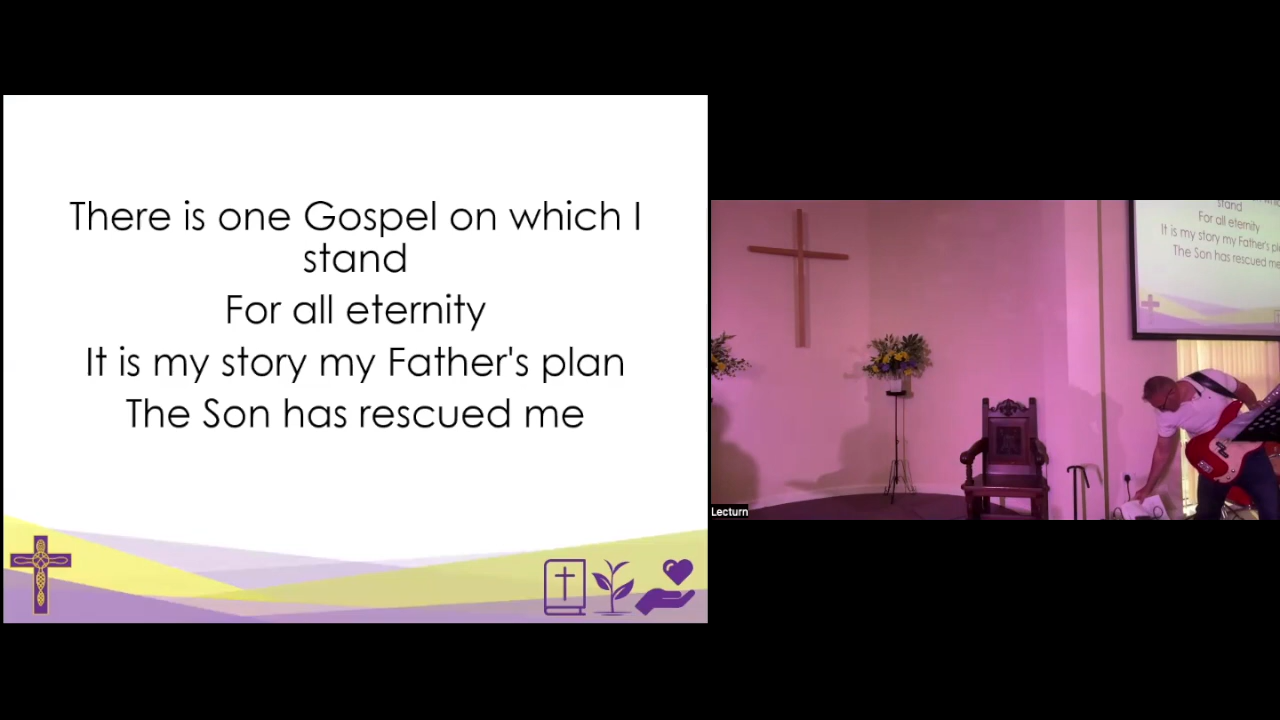 There is one Gospel on which I
stand
For all eternity
It is my story my Father's plan
The Son has rescued me
stand
For all eternity
It is my story my Father's
The Son has rescued me
Lecturn